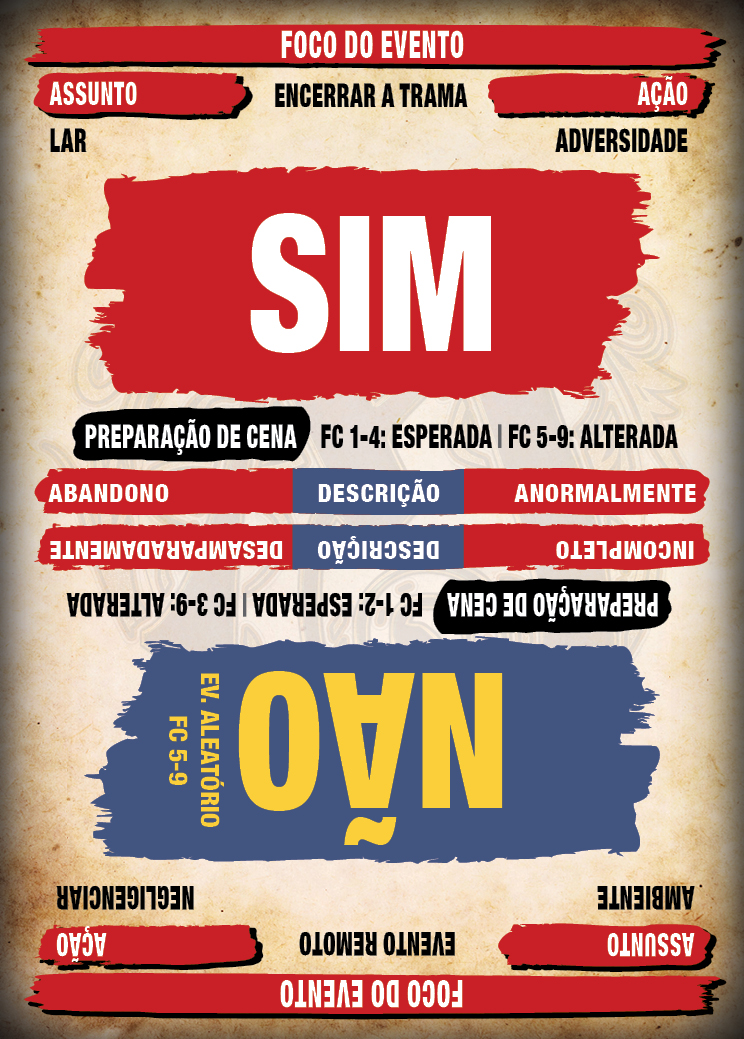 FOCO DO EVENTO
ASSUNTO ENCERRAR A TRAMA AÇÃO
LAR ADVERSIDADE
SIM
PREPARAÇÃO DE CENA FC 1-4: ESPERADA | FC 5-9: ALTERADA
ABANDONO DESCRIÇÃO ANORMALMENTE
INCOMPLETO DESCRIÇÃO DESAMPARADAMENTE
PREPARAÇÃO DE CENA FC 1-2: ESPERADA | FC 3-9: ALTERADA
NÃO
EV. ALEATÓRIO
FC 5-9
AMBIENTE NEGLIGENCIAR
ASSUNTO EVENTO REMOTO AÇÃO
FOCO DO EVENTO